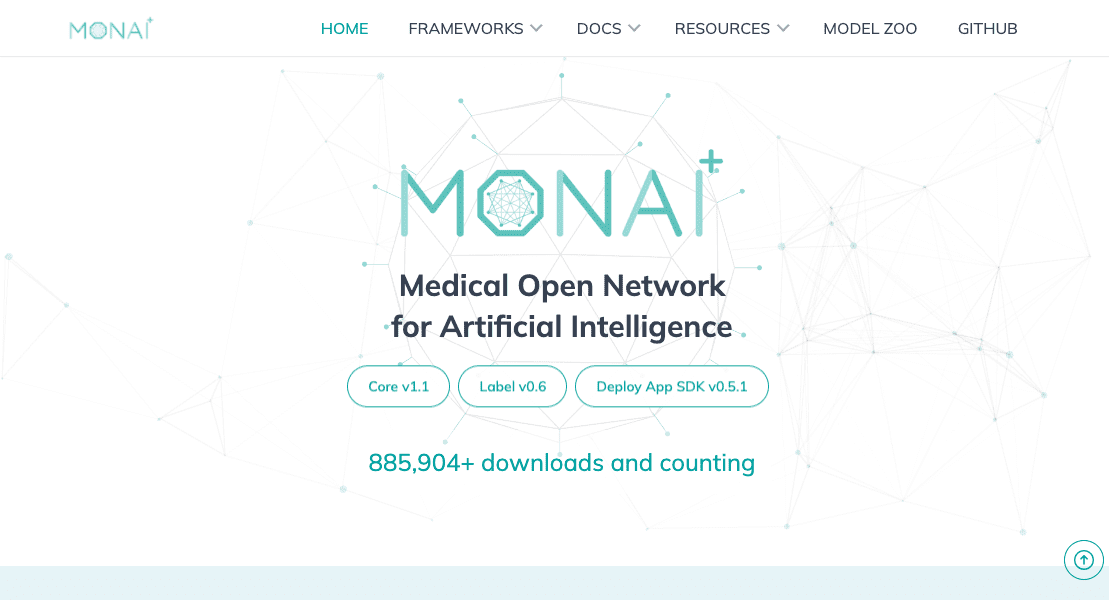 MONAI
HOME
FRAMEWORKS
DOCS
RESOURCES
MODEL ZOO
GITHUB
MONAI
Medical Open Network
for Artificial Intelligence
Core v1.1
Label v0.6
Deploy App SDK v0.5.1
885,904+ downloads and counting